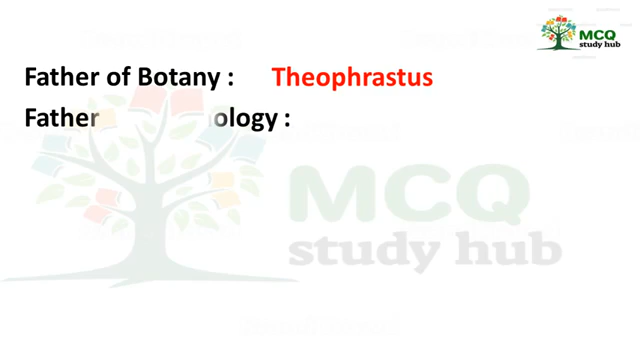 MCQ
study hub
Father of Botany : Theophrastus
Father ology :
MCQ
study hub